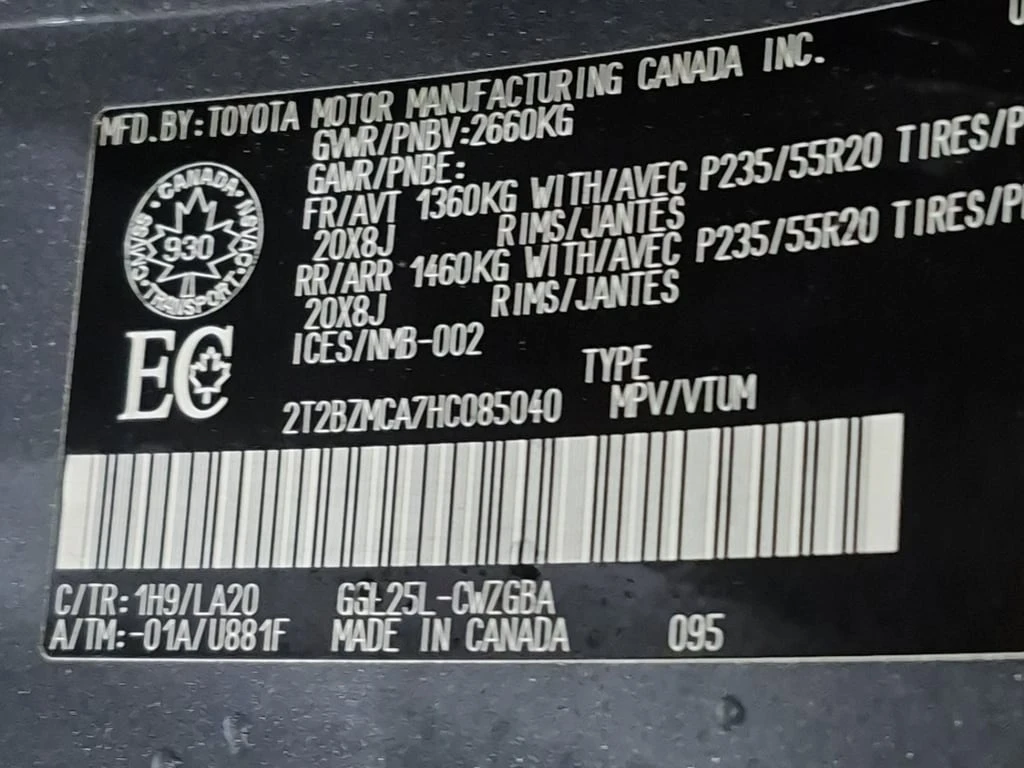 MFD.BY:TOYOTA MOTOR MANUFACTURING CANADA INC.
GVWR/PNBV:2660KG
GAWR/PNBE:
FR/AVT 1360KG WITH/AVEC P235/55R20 TIRES/P
20X8J RIMS/JANTES
RR/ARR 1460KG WITH/AVEC P235/55R20 TIRES/P
20X8J RIMS/JANTES
ICES/NMB-002
CANADA
CMVSS 930 NSVAC
TRANSPORT
EC
TYPE
2T2BZMCA7HC085040 MPV/VTUM
C/TR:1H9/LA20 GGL25L-CWZGBA
A/TM:-01A/U881F MADE IN CANADA 095